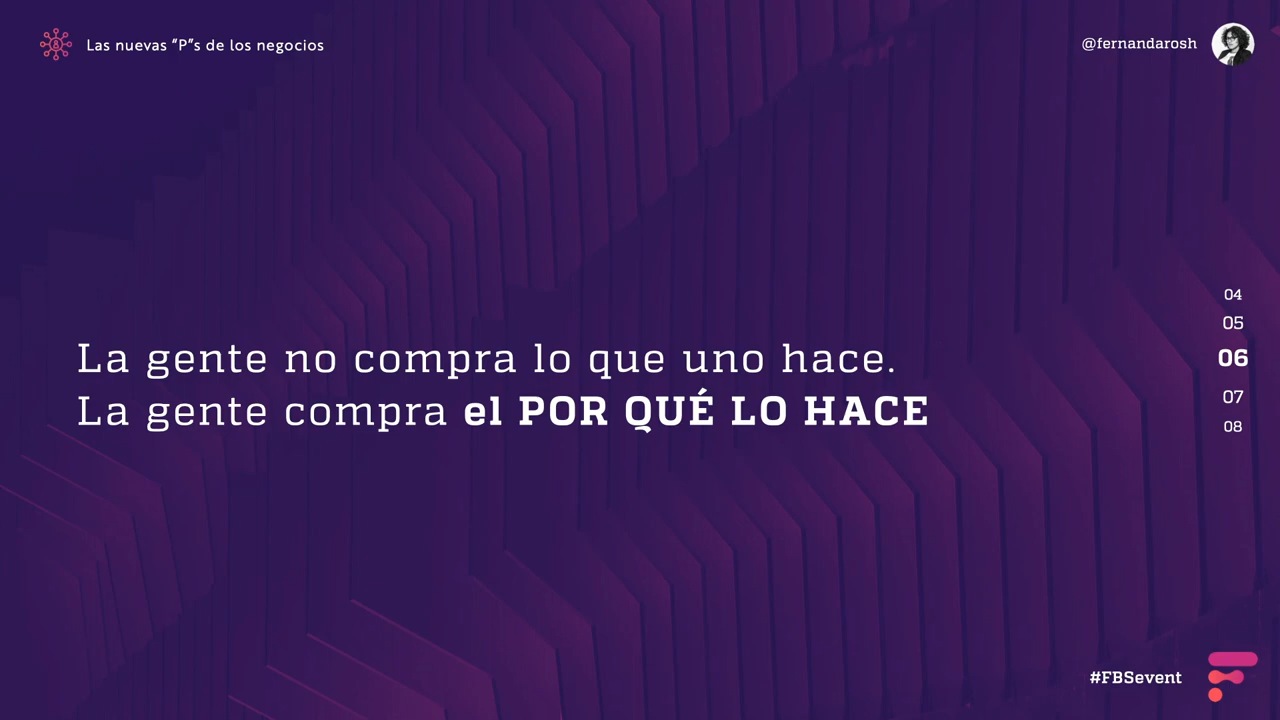 Las nuevas “P”s de los negocios
@fernandarosh
La gente no compra lo que uno hace.
La gente compra el POR QUÉ LO HACE
04
05
06
07
08
#FBSevent